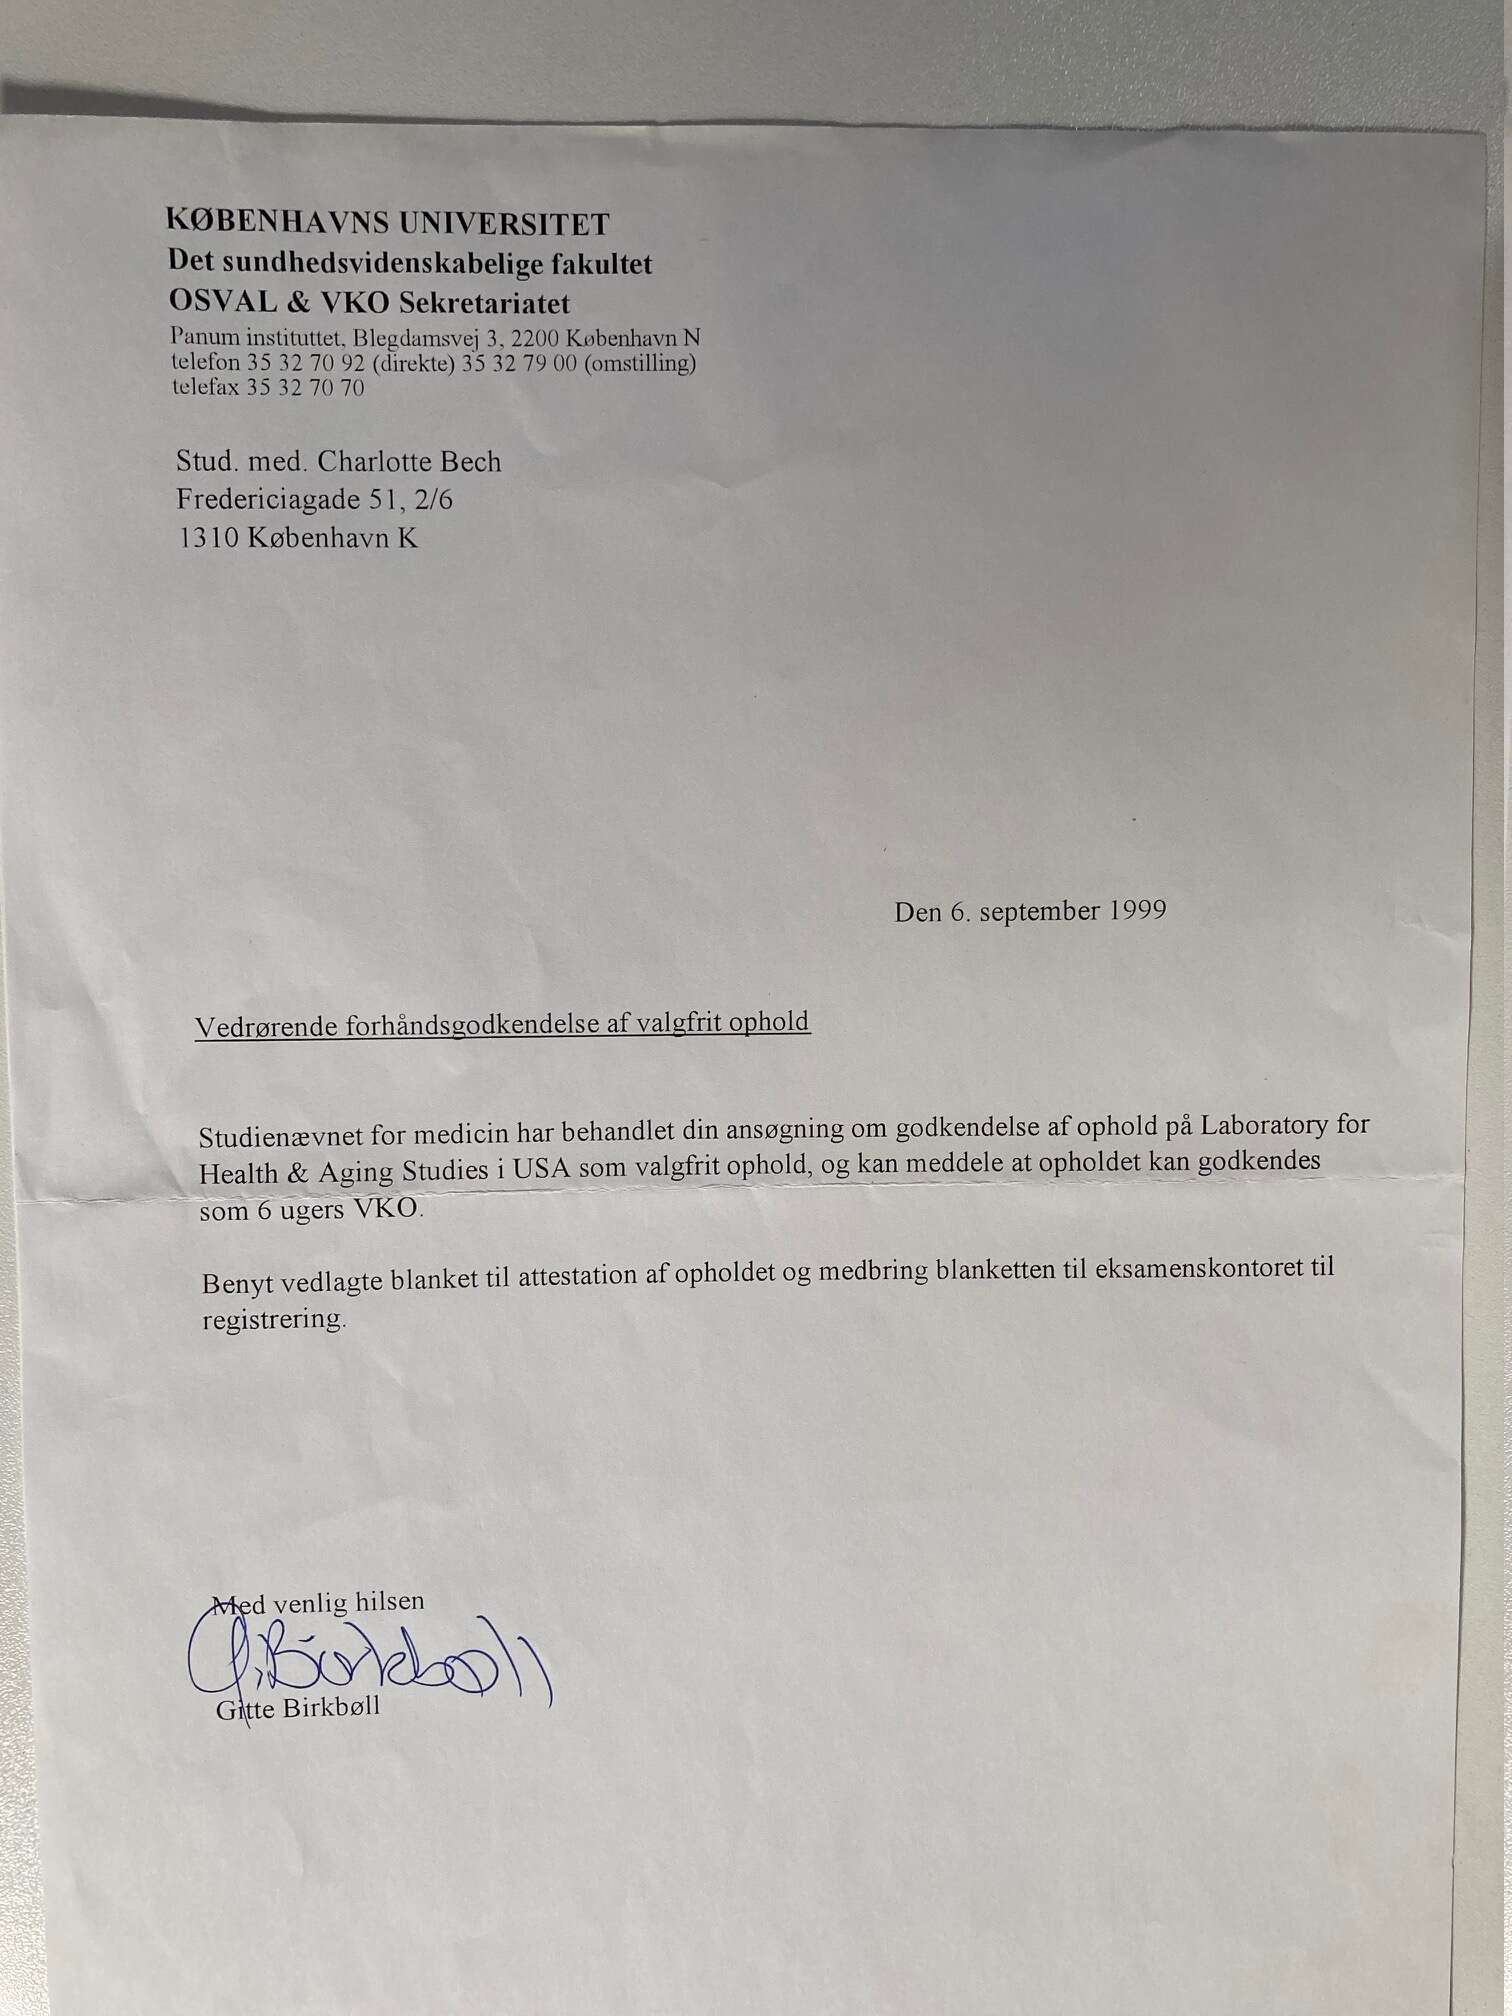 KØBENHAVNS UNIVERSITET
Det sundhedsvidenskabelige fakultet
OSVAL & VKO Sekretariatet
Panum instituttet, Blegdamsvej 3, 2200 København N
telefon 35 32 70 92 (direkte) 35 32 79 00 (omstilling)
telefax 35 32 70 70
Stud. med. Charlotte Bech
Fredericiagade 51, 2/6
1310 København K
Den 6. september 1999
Vedrørende forhåndsgodkendelse af valgfrit ophold
Studienævnet for medicin har behandlet din ansøgning om godkendelse af ophold på Laboratory for
Health & Aging Studies i USA som valgfrit ophold, og kan meddele at opholdet kan godkendes
som 6 ugers VKO.
Benyt vedlagte blanket til attestation af opholdet og medbring blanketten til eksamenskontoret til
registrering.
Med venlig hilsen
G. Birkbøll
Gitte Birkbøll